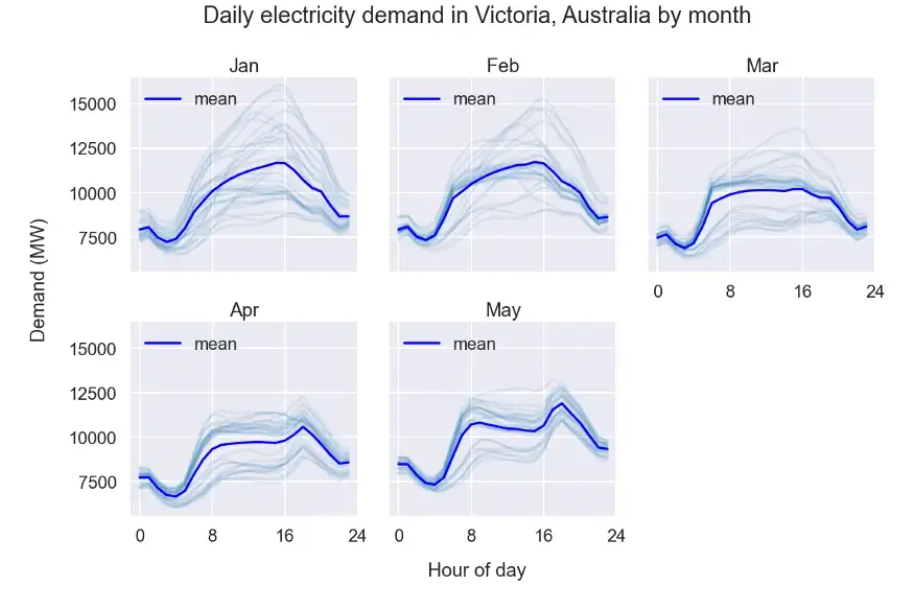 Daily electricity demand in Victoria, Australia by month
Jan
Feb
Mar
mean
mean
mean
15000
12500
10000
7500
0 8 16 24
Demand (MW)
Apr
May
mean
mean
15000
12500
10000
7500
0 8 16 24
0 8 16 24
Hour of day